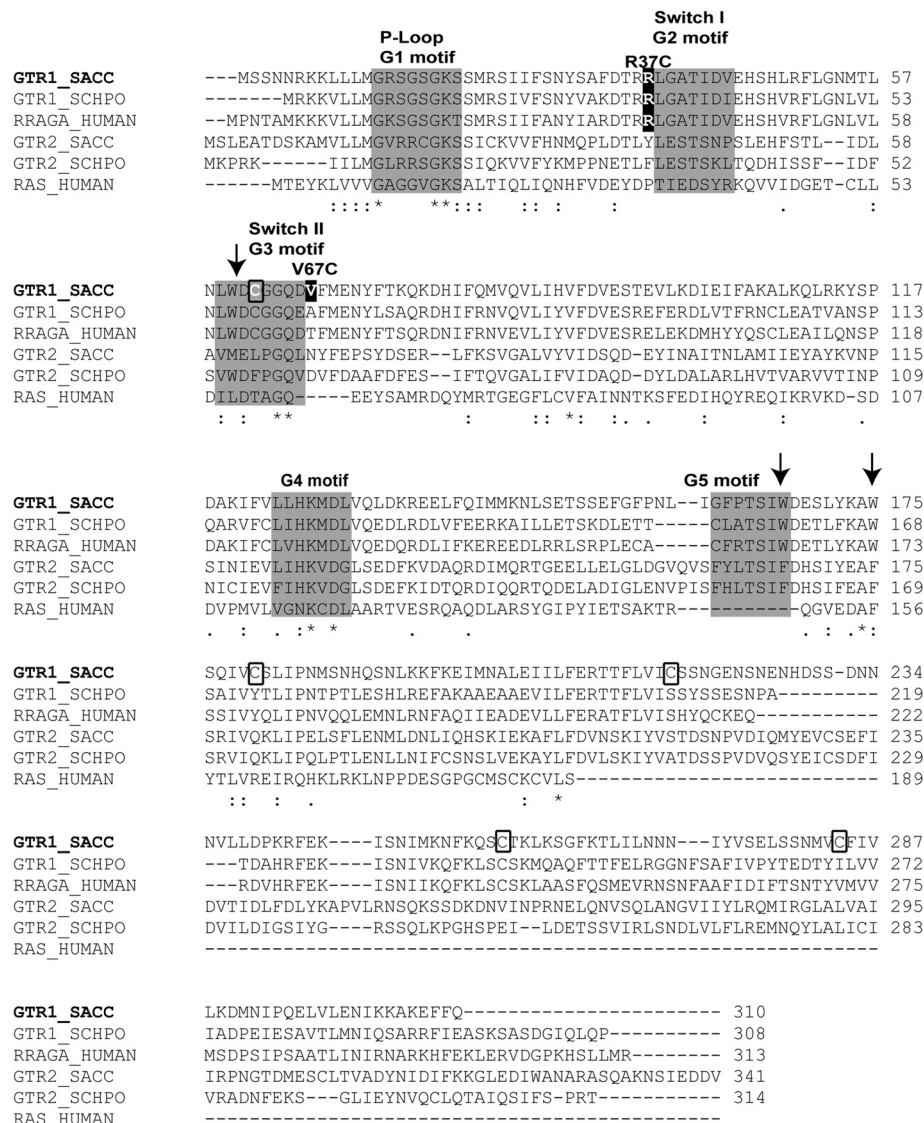 P-Loop
G1 motif
Switch I
G2 motif
R37C
GTR1_SACC ---MSSNNRKKLLLMGRSGSGKSSMRSIIFSNYSAFDTRRLGATIDVEHSHLRFLGNMTL 57
GTR1_SCHPO -------MRKKVLLMGRSGSGKSSMRSIVFSNYVAKDTRRLGATIDIEHSHVRFLGNLVL 53
RRAGA_HUMAN --MPNTAMKKKVLLMGKSGSGKTSMRSIIFANYIARDTRRLGATIDVEHSHVRFLGNLVL 58
GTR2_SACC MSLEATDSKAMVLLMGVRRCGKSSICKVVFHNMQPLDTLYLESTSNPSLEHFSTL--IDL 58
GTR2_SCHPO MKPRK------IILMGLRRSGKSSIQKVVFYKMPPNETLFLESTSKLTQDHISSF--IDF 52
RAS_HUMAN ------MTEYKLVVVGAGGVGKSALTIQLIQNHFVDEYDPTIEDSYRKQVVIDGET-CLL 53
::::* **::: :: : : . :
Switch II
G3 motif
V67C
GTR1_SACC NLWDCGGQDVFMENYFTKQKDHIFQMVQVLIHVFDVESTEVLKDIEIFAKALKQLRKYSP 117
GTR1_SCHPO NLWDCGGQEAFMENYLSAQRDHIFRNVQVLIYVFDVESREFERDLVTFRNCLEATVANSP 113
RRAGA_HUMAN NLWDCGGQDTFMENYFTSQRDNIFRNVEVLIYVFDVESRELEKDMHYYQSCLEAILQNSP 118
GTR2_SACC AVMELPGQLNYFEPSYDSER--LFKSVGALVYVIDSQD-EYINAITNLAMIIEYAYKVNP 115
GTR2_SCHPO SVWDFPGQVDVFDAAFDFES--IFTQVGALIFVIDAQD-DYLDALARLHVTVARVVTINP 109
RAS_HUMAN DILDTAGQ-----EEYSAMRDQYMRTGEGFLCVFAINNTKSFEDIHQYREQIKRVKD-SD 107
: : ** : :: *: :. . : : .
G4 motif
G5 motif
GTR1_SACC DAKIFVLLHKMDLVQLDKREELFQIMMKNLSETSSEFGFPNL--IGFPTSIWDESLYKAW 175
GTR1_SCHPO QARVFCLIHKMDLVQEDLRDLVFEERKAILLETSKDLETT-----CLATSIWDETLFKAW 168
RRAGA_HUMAN DAKIFCLVHKMDLVQEDQRDLIFKEREEDLRRLSRPLECA-----CFRTSIWDETLYKAW 173
GTR2_SACC SINIEVLIHKVDGLSEDFKVDAQRDIMQRTGEELLELGLDGVQVSFYLTSIFDHSIYEAF 175
GTR2_SCHPO NICIEVFIHKVDGLSDEFKIDTQRDIQQRTQDELADIGLENVPISFHLTSIFDHSIFEAF 169
RAS_HUMAN DVPMVLVGNKCDLAARTVESRQAQDLARSYGIPYIETSAKTR---------QGVEDAF 156
. : . :* * . . . .*:
GTR1_SACC SQIVCSLIPNMSNHQSNLKKFKEIMNALEIILFERTTFLVICSSNGENSNENHDSS-DNN 234
GTR1_SCHPO SAIVYTLIPNTPTLESHLREFAKAAEAAEVILFERTTFLVISSYSSESNPA--------- 219
RRAGA_HUMAN SSIVYQLIPNVQQLEMNLRNFAQIIEADEVLLFERATFLVISHYQCKEQ----------- 222
GTR2_SACC SRIVQKLIPELSFLENMLDNLIQHSKIEKAFLFDVNSKIYVSTDSNPVDIQMYEVCSEFI 235
GTR2_SCHPO SRVIQKLIPQLPTLENLLNIFCSNSLVEKAYLFDVLSKIYVATDSSPVDVQSYEICSDFI 229
RAS_HUMAN YTLVREIRQHKLRKLNPPDESGPGCMSCKCVLS--------------------------- 189
:: : . : *
GTR1_SACC NVLLDPKRFEK----ISNIMKNFKQSCTKLKSGFKTLILNNN---IYVSELSSNMVCFIV 287
GTR1_SCHPO ----TDAHRFEK----ISNIVKQFKLSCSKMQAQFTTFELRGGNFSAFIVPYTEDTYILVV 272
RRAGA_HUMAN ----RDVHRFEK----ISNIIKQFKLSCSKLAASFQSMEVRNSNFAAFIDIFTSNTYVMVV 275
GTR2_SACC DVTIDLFDLYKAPVLRNSQKSSDKDNVINPRNELQNVSQLANGVIIYLRQMIRGLALVAI 295
GTR2_SCHPO DVILDIGSIYG----RSSQLKPGHSPEI--LDETSSVIRLSNDLVLFLREMNQYLALICI 283
RAS_HUMAN ------------------------------------------------------------
GTR1_SACC LKDMNIPQELVLENIKKAKEFFQ----------------------- 310
GTR1_SCHPO IADPEIESAVTLMNIQSARRFIEASKSASDGIQLQP---------- 308
RRAGA_HUMAN MSDPSIPSAATLINIRNARKHFEKLERVDGPKHSLLMR-------- 313
GTR2_SACC IRPNGTDMESCLTVADYNIDIFKKGLEDIWANARASQAKNSIEDDV 341
GTR2_SCHPO VRADNFEKS----GLIEYNVQCLQTAIQSIFS-PRT---------- 314
RAS_HUMAN ----------------------------------------------